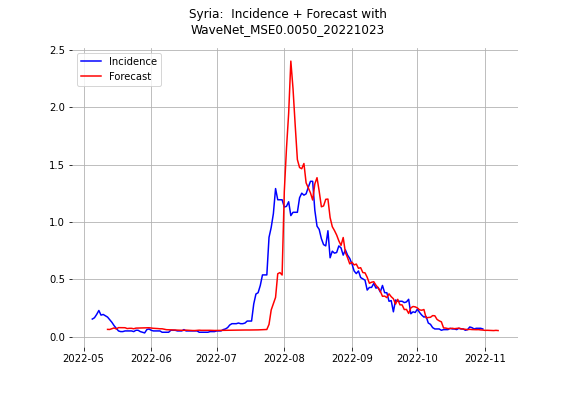 Syria:  Incidence + Forecast with
WaveNet_MSE0.0050_20221023
2.5
Incidence
Forecast
2.0
1.5
1.0
0.5
0.0
2022-05 2022-06 2022-07 2022-08 2022-09 2022-10 2022-11